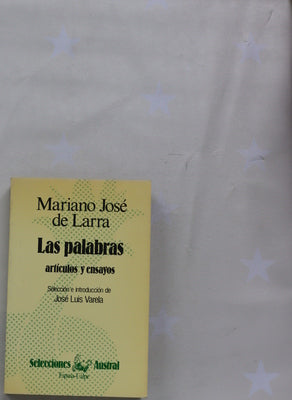 Mariano José
de Larra
Las palabras
artículos y ensayos
Selección e introducción de
José Luis Varela
Selecciones Austral
Espasa-Calpe